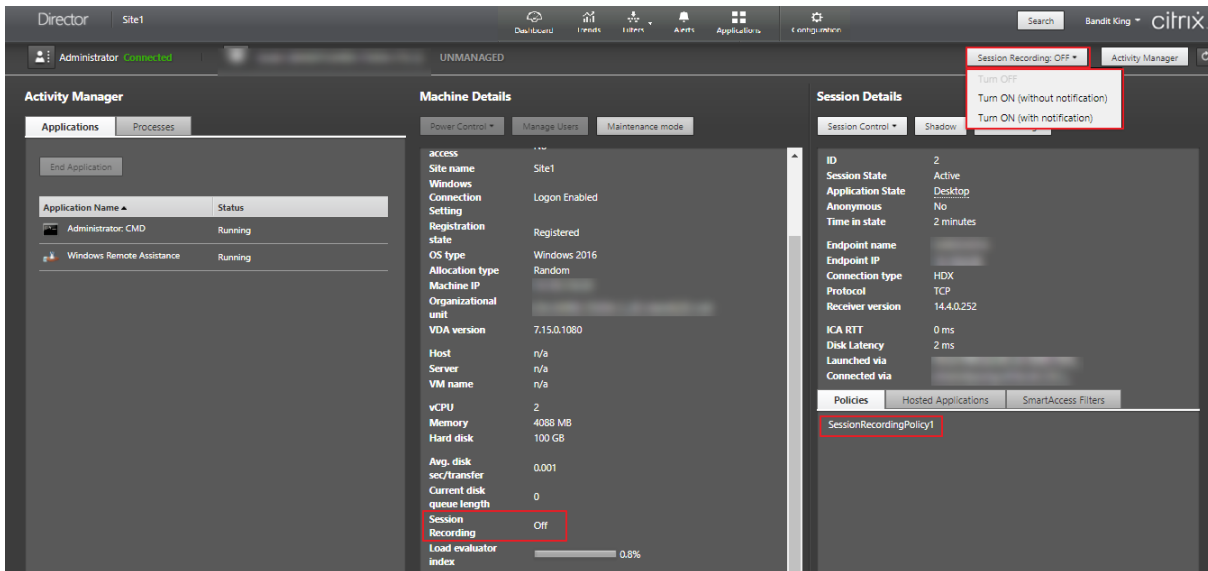 Director Site1 Dashboard Trends Filters Alerts Applications Configuration Search Bandit King citrix
Administrator Connected UNMANAGED Session Recording: OFF Activity Manager
Turn OFF
Turn ON (without notification)
Turn ON (with notification)
Activity Manager
Applications Processes
End Application
Application Name Status
Administrator: CMD Running
Windows Remote Assistance Running
Machine Details
Power Control Manage Users Maintenance mode
access
Site name Site1
Windows
Connection Logon Enabled
Setting
Registration
state Registered
OS type Windows 2016
Allocation type Random
Machine IP
Organizational
unit
VDA version 7.15.0.1080
Host n/a
Server n/a
VM name n/a
vCPU 2
Memory 4088 MB
Hard disk 100 GB
Avg. disk
sec/transfer 0.001
Current disk
queue length 0
Session
Recording Off
Load evaluator
index 0.8%
Session Details
Session Control Shadow
ID 2
Session State Active
Application State Desktop
Anonymous No
Time in state 2 minutes
Endpoint name
Endpoint IP
Connection type HDX
Protocol TCP
Receiver version 14.4.0.252
ICA RTT 0 ms
Disk Latency 2 ms
Launched via
Connected via
Policies Hosted Applications SmartAccess Filters
SessionRecordingPolicy1